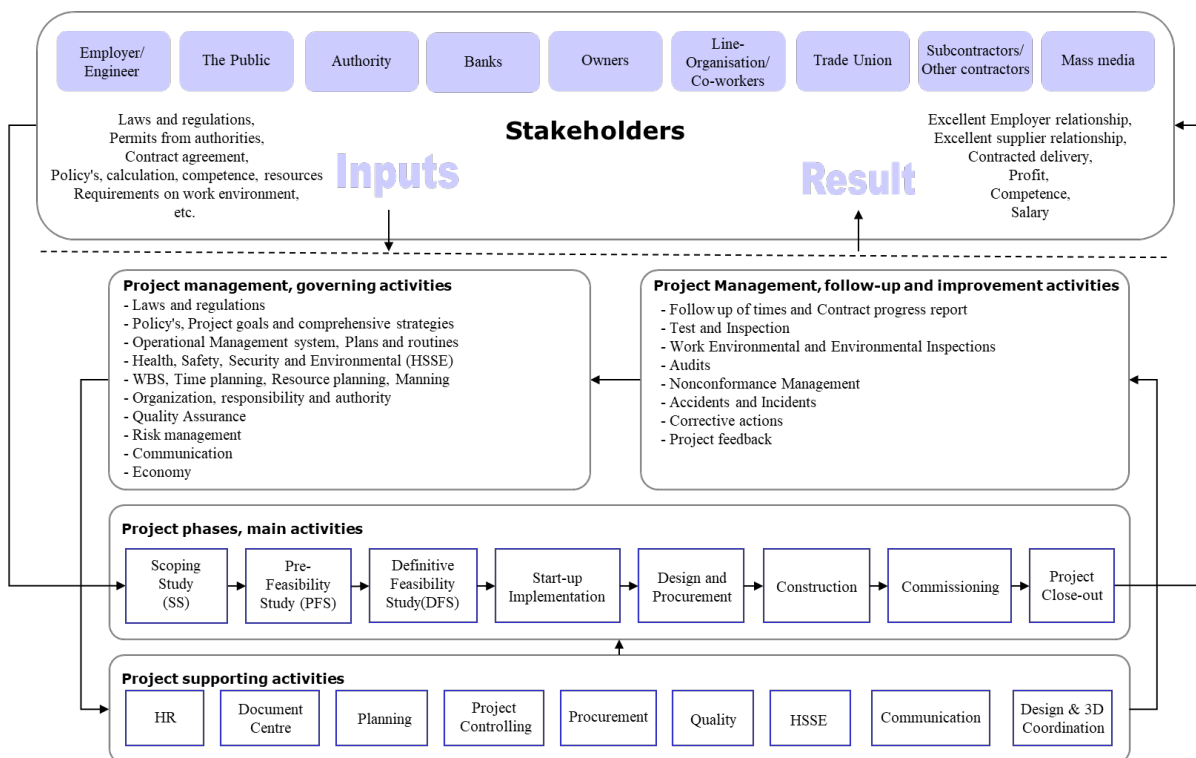 Employer/
Engineer
The Public
Authority
Banks
Owners
Line-
Organisation/
Co-workers
Trade Union
Subcontractors/
Other contractors
Mass media
Laws and regulations,
Permits from authorities,
Contract agreement,
Policy's, calculation, competence, resources
Requirements on work environment,
etc.
Stakeholders
Inputs
Result
Excellent Employer relationship,
Excellent supplier relationship,
Contracted delivery,
Profit,
Competence,
Salary
Project management, governing activities
- Laws and regulations
- Policy's, Project goals and comprehensive strategies
- Operational Management system, Plans and routines
- Health, Safety, Security and Environmental (HSSE)
- WBS, Time planning, Resource planning, Manning
- Organization, responsibility and authority
- Quality Assurance
- Risk management
- Communication
- Economy
Project Management, follow-up and improvement activities
- Follow up of times and Contract progress report
- Test and Inspection
- Work Environmental and Environmental Inspections
- Audits
- Nonconformance Management
- Accidents and Incidents
- Corrective actions
- Project feedback
Project phases, main activities
Scoping
Study
(SS)
Pre-
Feasibility
Study (PFS)
Definitive
Feasibility
Study(DFS)
Start-up
Implementation
Design and
Procurement
Construction
Commissioning
Project
Close-out
Project supporting activities
HR
Document
Centre
Planning
Project
Controlling
Procurement
Quality
HSSE
Communication
Design & 3D
Coordination